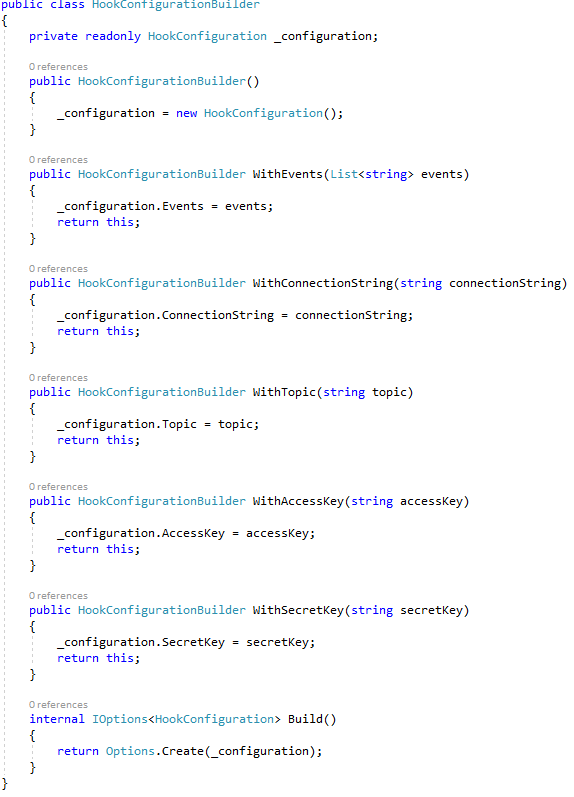 public class HookConfigurationBuilder
{
    private readonly HookConfiguration _configuration;
    0 references
    public HookConfigurationBuilder()
    {
        _configuration = new HookConfiguration();
    }
    0 references
    public HookConfigurationBuilder WithEvents(List<string> events)
    {
        _configuration.Events = events;
        return this;
    }
    0 references
    public HookConfigurationBuilder WithConnectionString(string connectionString)
    {
        _configuration.ConnectionString = connectionString;
        return this;
    }
    0 references
    public HookConfigurationBuilder WithTopic(string topic)
    {
        _configuration.Topic = topic;
        return this;
    }
    0 references
    public HookConfigurationBuilder WithAccessKey(string accessKey)
    {
        _configuration.AccessKey = accessKey;
        return this;
    }
    0 references
    public HookConfigurationBuilder WithSecretKey(string secretKey)
    {
        _configuration.SecretKey = secretKey;
        return this;
    }
    0 references
    internal IOptions<HookConfiguration> Build()
    {
        return Options.Create(_configuration);
    }
}